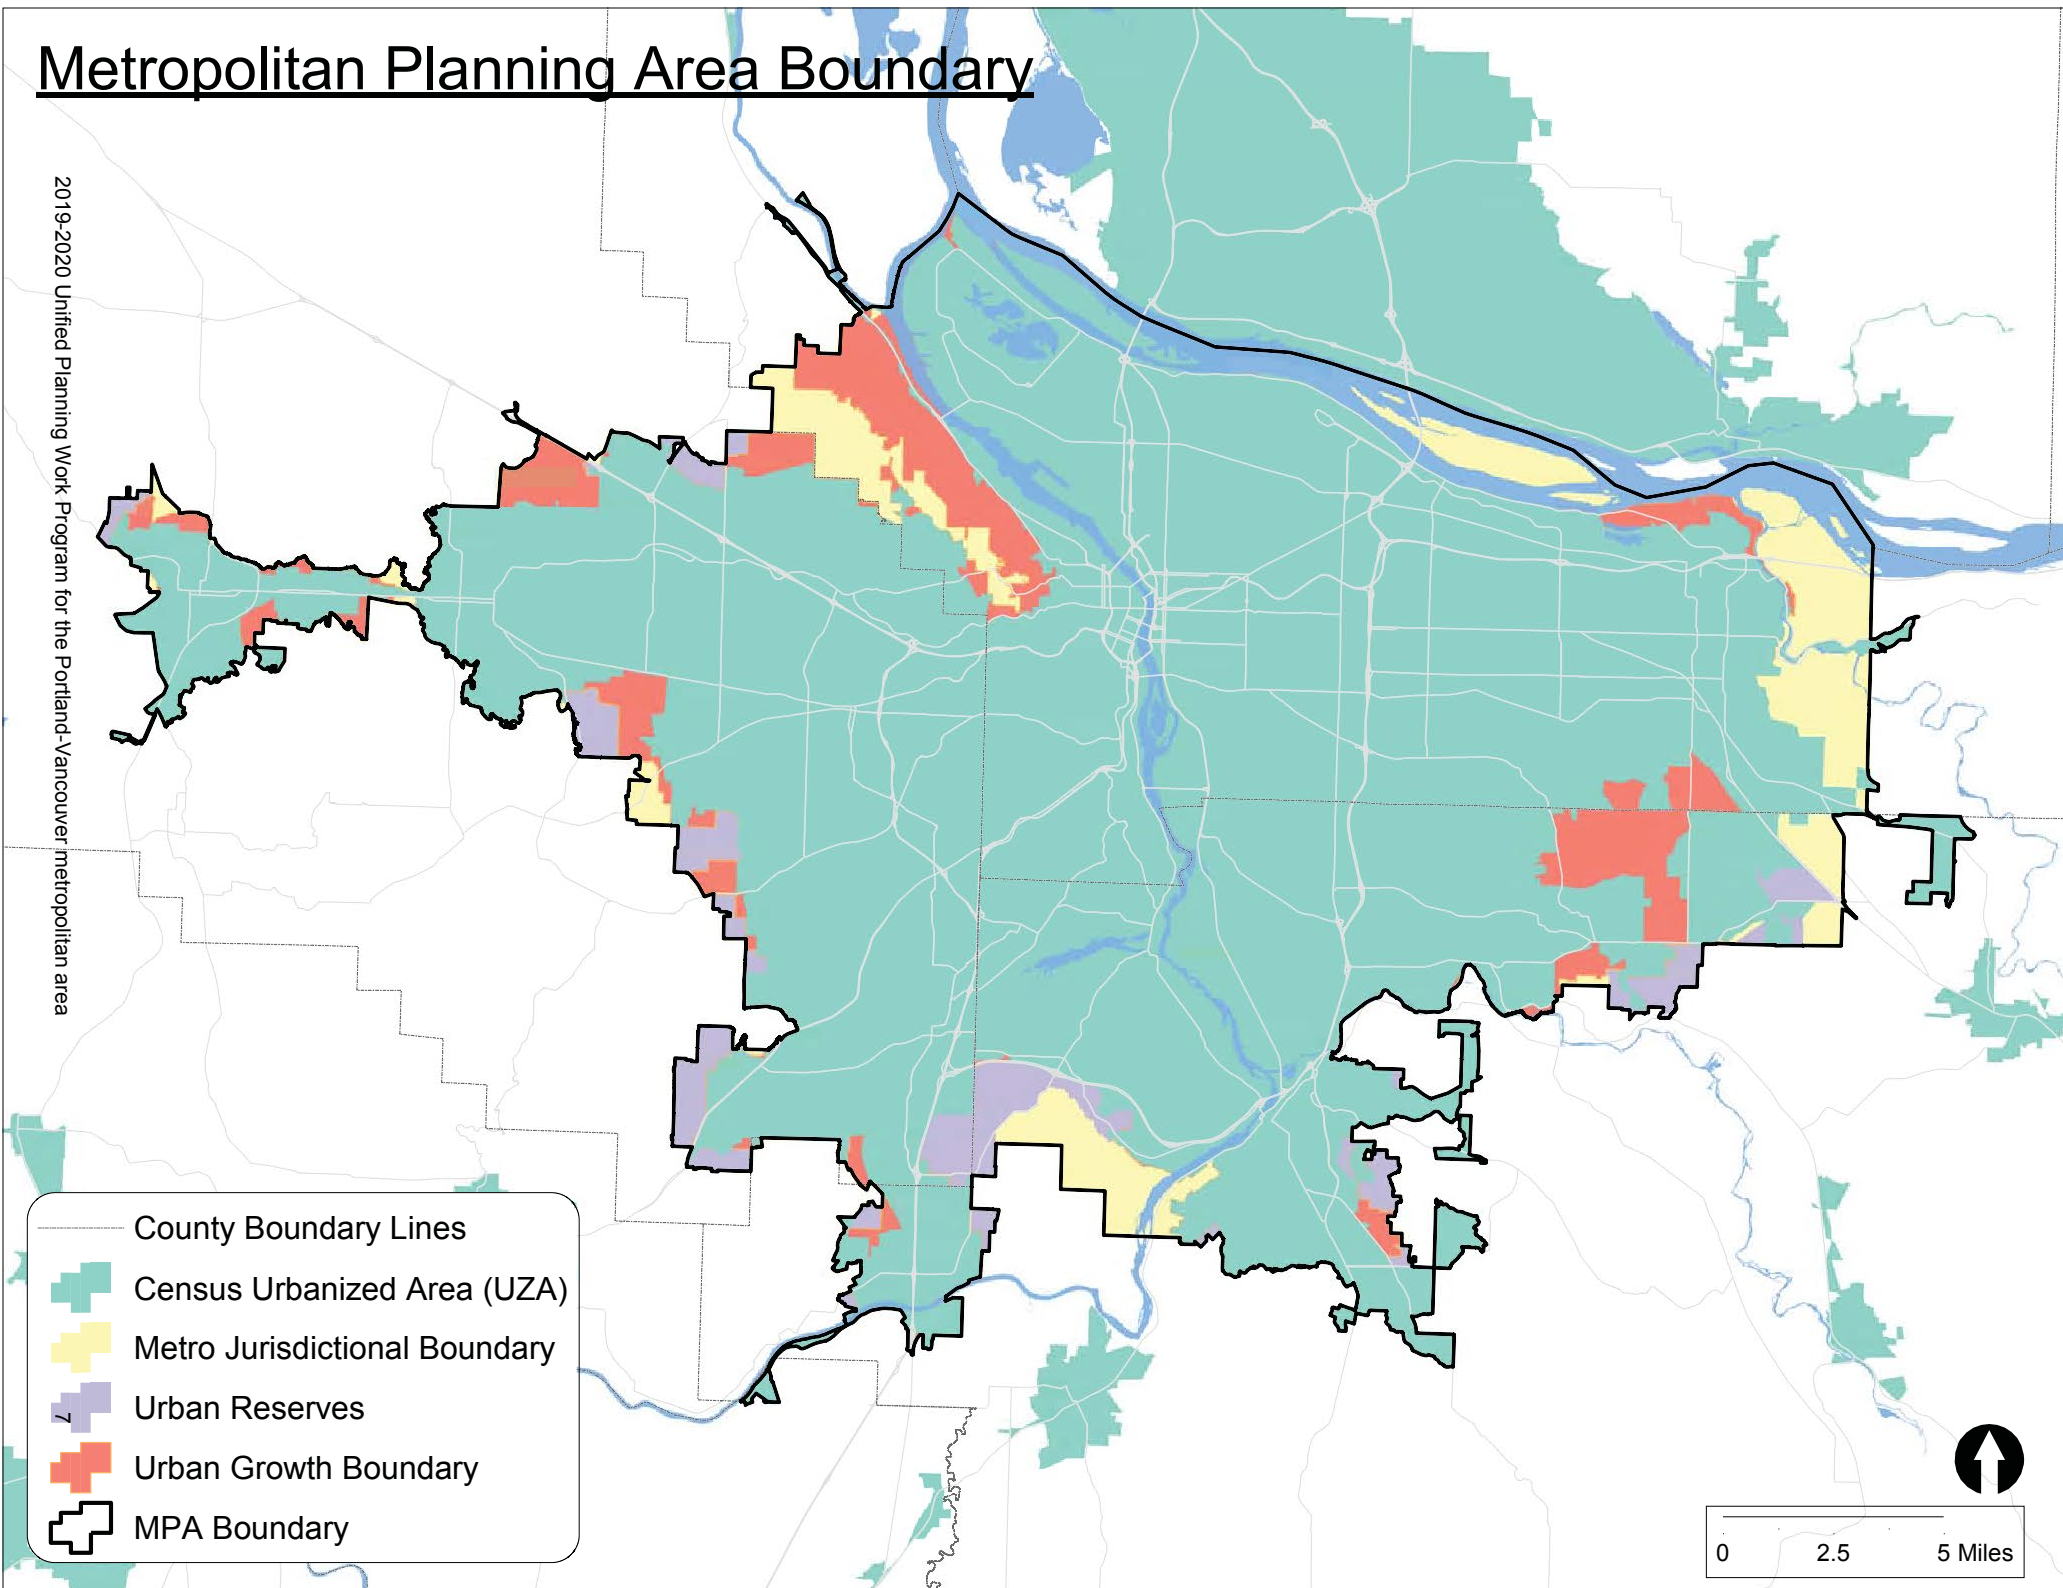 Metropolitan Planning Area Boundary
2019-2020 Unified Planning Work Program for the Portland-Vancouver metropolitan area
County Boundary Lines
Census Urbanized Area (UZA)
Metro Jurisdictional Boundary
Urban Reserves
7
Urban Growth Boundary
MPA Boundary
0 2.5 5 Miles